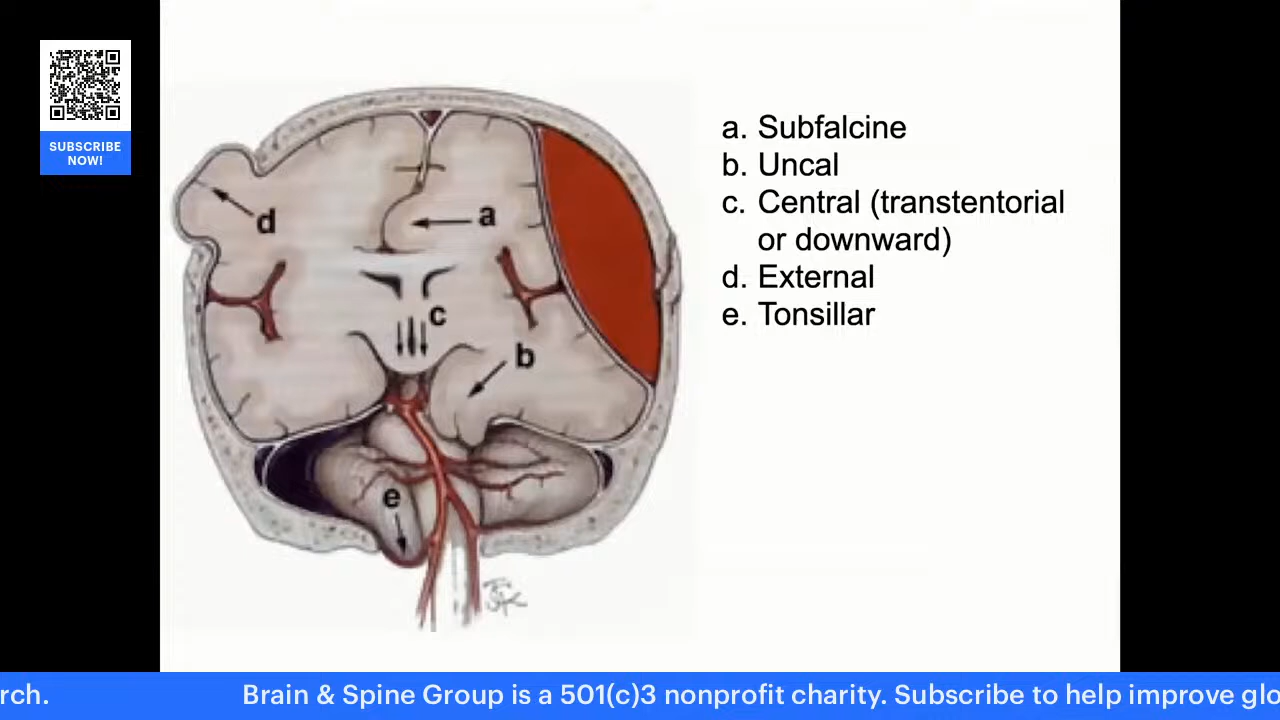 SUBSCRIBE
NOW!
a. Subfalcine
b. Uncal
c. Central (transtentorial
or downward)
d. External
e. Tonsillar
d
a
c
b
e
rch. Brain & Spine Group is a 501(c)3 nonprofit charity. Subscribe to help improve glo